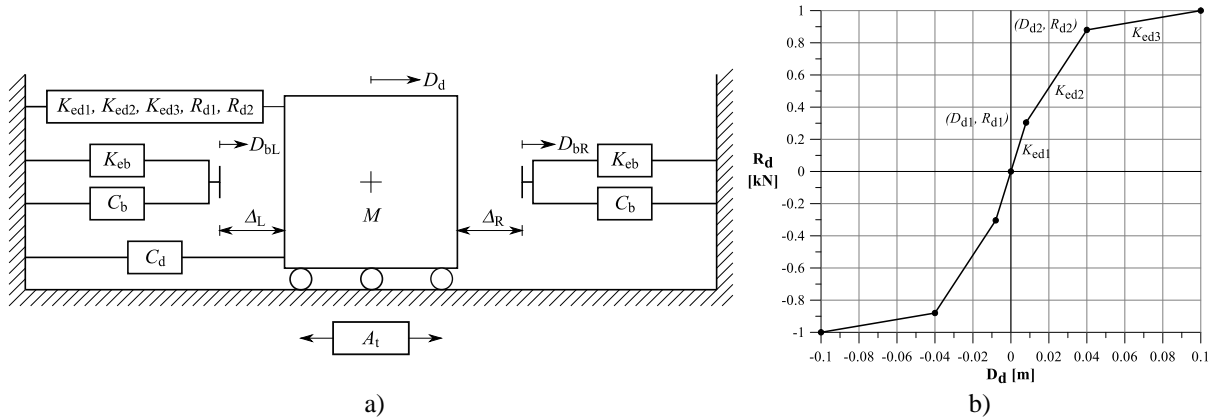 D_d
K_ed1, K_ed2, K_ed3, R_d1, R_d2
D_bL
D_bR
K_eb
K_eb
C_b
C_b
Δ_L
M
Δ_R
C_d
A_t
a)
1
0.8
0.6
0.4
0.2
0
-0.2
-0.4
-0.6
-0.8
-1
R_d
[kN]
(D_d2, R_d2)
K_ed3
K_ed2
(D_d1, R_d1)
K_ed1
-0.1 -0.08 -0.06 -0.04 -0.02 0 0.02 0.04 0.06 0.08 0.1
D_d [m]
b)